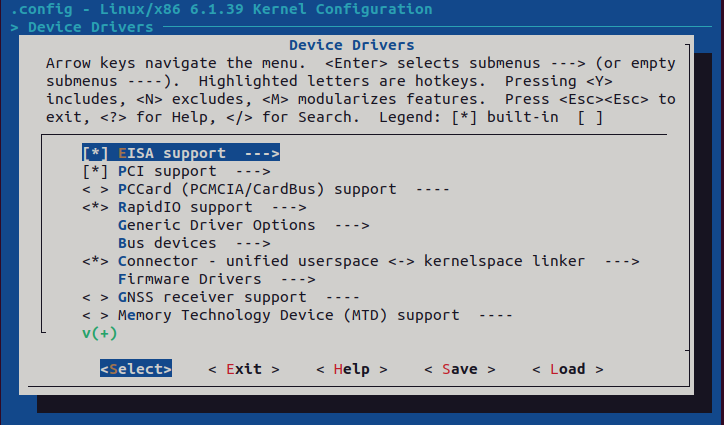 .config - Linux/x86 6.1.39 Kernel Configuration
> Device Drivers
Device Drivers
Arrow keys navigate the menu.  <Enter> selects submenus ---> (or empty
submenus ----).  Highlighted letters are hotkeys.  Pressing <Y>
includes, <N> excludes, <M> modularizes features.  Press <Esc><Esc> to
exit, <?> for Help, </> for Search.  Legend: [*] built-in  [ ]
[*] EISA support  --->
[*] PCI support  --->
< > PCCard (PCMCIA/CardBus) support  ----
<*> RapidIO support  --->
Generic Driver Options  --->
Bus devices  --->
<*> Connector - unified userspace <-> kernelspace linker  --->
Firmware Drivers  --->
< > GNSS receiver support  ----
< > Memory Technology Device (MTD) support  ----
v(+)
<Select>    < Exit >    < Help >    < Save >    < Load >